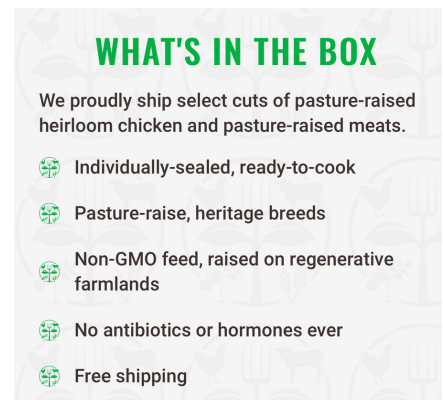 WHAT'S IN THE BOX
We proudly ship select cuts of pasture-raised
heirloom chicken and pasture-raised meats.
Individually-sealed, ready-to-cook
Pasture-raise, heritage breeds
Non-GMO feed, raised on regenerative
farmlands
No antibiotics or hormones ever
Free shipping